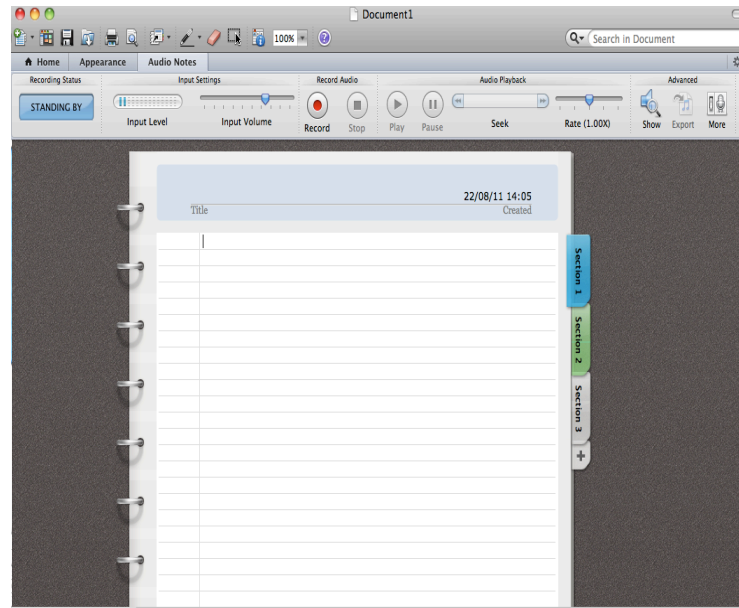 Document1
100%
Search in Document
Home Appearance Audio Notes
Recording Status Input Settings Record Audio Audio Playback Advanced
STANDING BY
Input Level Input Volume Record Stop Play Pause Seek Rate (1.00X) Show Export More
22/08/11 14:05
Title Created
Section 1
Section 2
Section 3